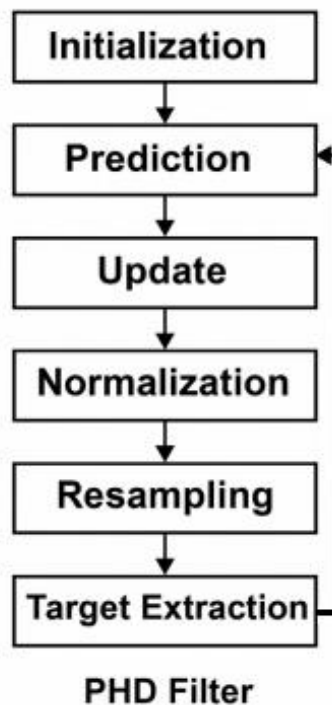 Initialization
Prediction
Update
Normalization
Resampling
Target Extraction
PHD Filter